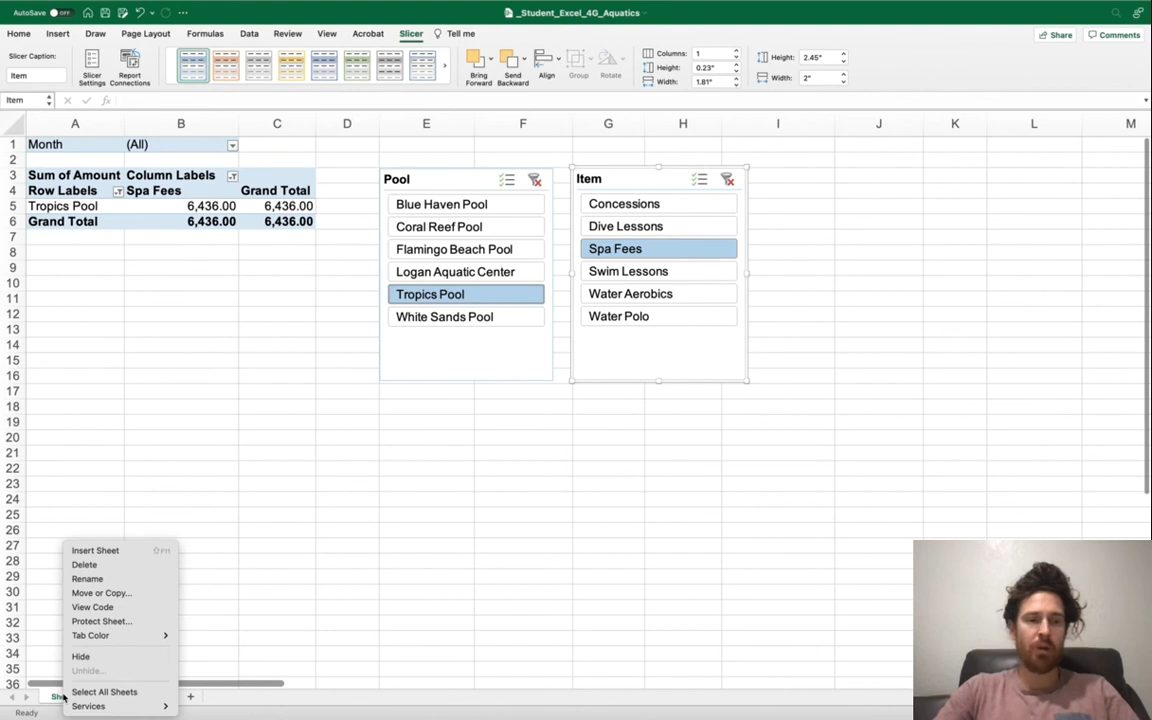 AutoSave OFF
_Student_Excel_4G_Aquatics
Home Insert Draw Page Layout Formulas Data Review View Acrobat Slicer Tell me
Share Comments
Slicer Caption:
Item
Slicer Settings
Report Connections
Bring Forward
Send Backward
Align
Group
Rotate
Columns: 1
Height: 0.23"
Width: 1.81"
Height: 2.45"
Width: 2"
Item fx
A B C D E F G H I J K L M
1 Month (All)
2
3 Sum of Amount Column Labels
4 Row Labels Spa Fees Grand Total
5 Tropics Pool 6,436.00 6,436.00
6 Grand Total 6,436.00 6,436.00
7
8
9
10
11
12
13
14
15
16
17
18
19
20
21
22
23
24
25
26
27
28
29
30
31
32
33
34
35
36
Pool
Blue Haven Pool
Coral Reef Pool
Flamingo Beach Pool
Logan Aquatic Center
Tropics Pool
White Sands Pool
Item
Concessions
Dive Lessons
Spa Fees
Swim Lessons
Water Aerobics
Water Polo
Insert Sheet ⇧F11
Delete
Rename
Move or Copy...
View Code
Protect Sheet...
Tab Color
Hide
Unhide...
Select All Sheets
Services
Ready